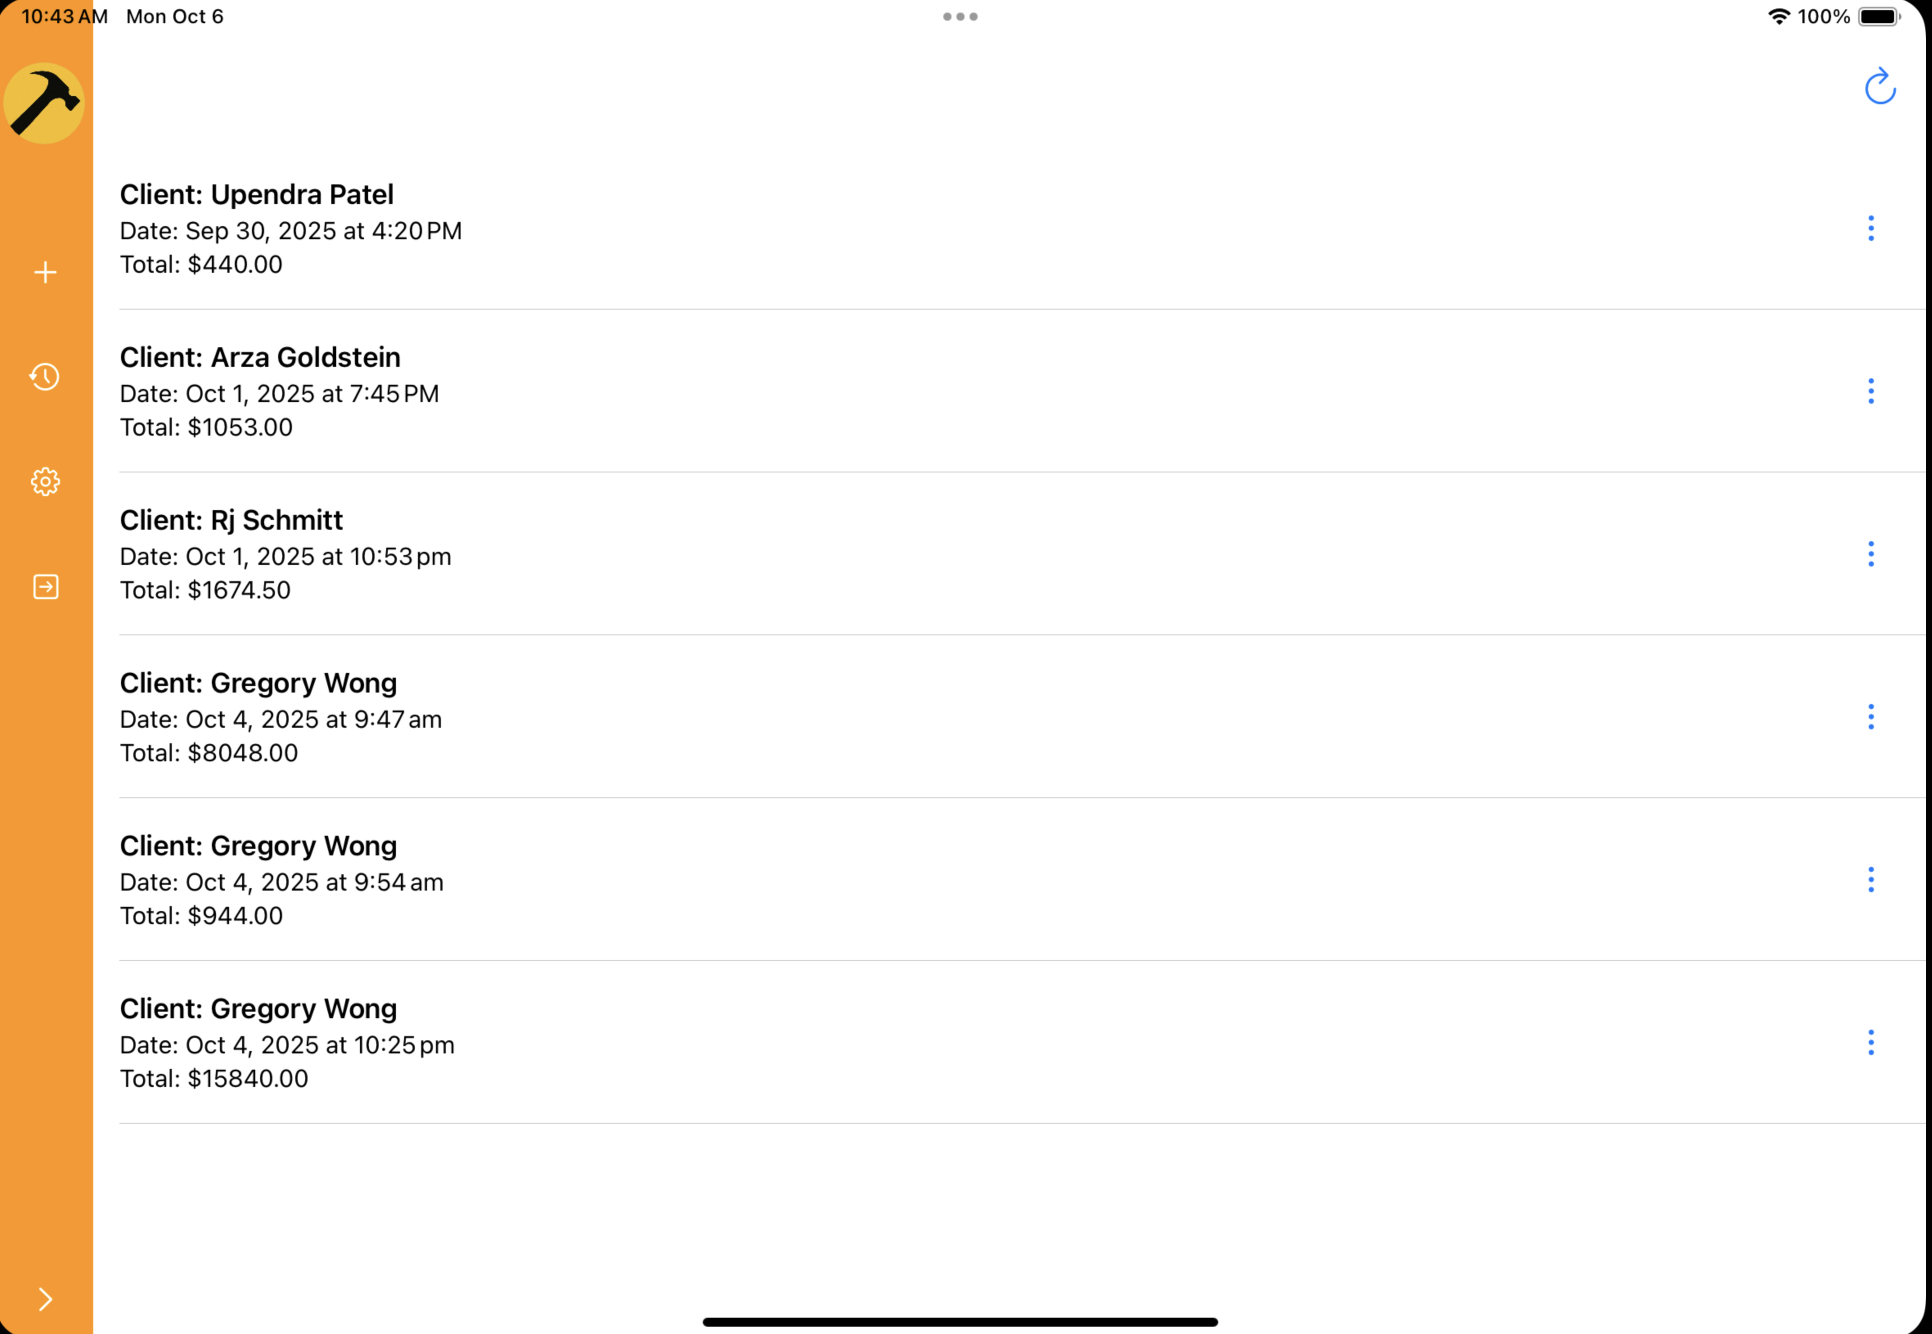 10:43 AM Mon Oct 6
100%
Client: Upendra Patel
Date: Sep 30, 2025 at 4:20 PM
Total: $440.00
Client: Arza Goldstein
Date: Oct 1, 2025 at 7:45 PM
Total: $1053.00
Client: Rj Schmitt
Date: Oct 1, 2025 at 10:53 pm
Total: $1674.50
Client: Gregory Wong
Date: Oct 4, 2025 at 9:47 am
Total: $8048.00
Client: Gregory Wong
Date: Oct 4, 2025 at 9:54 am
Total: $944.00
Client: Gregory Wong
Date: Oct 4, 2025 at 10:25 pm
Total: $15840.00